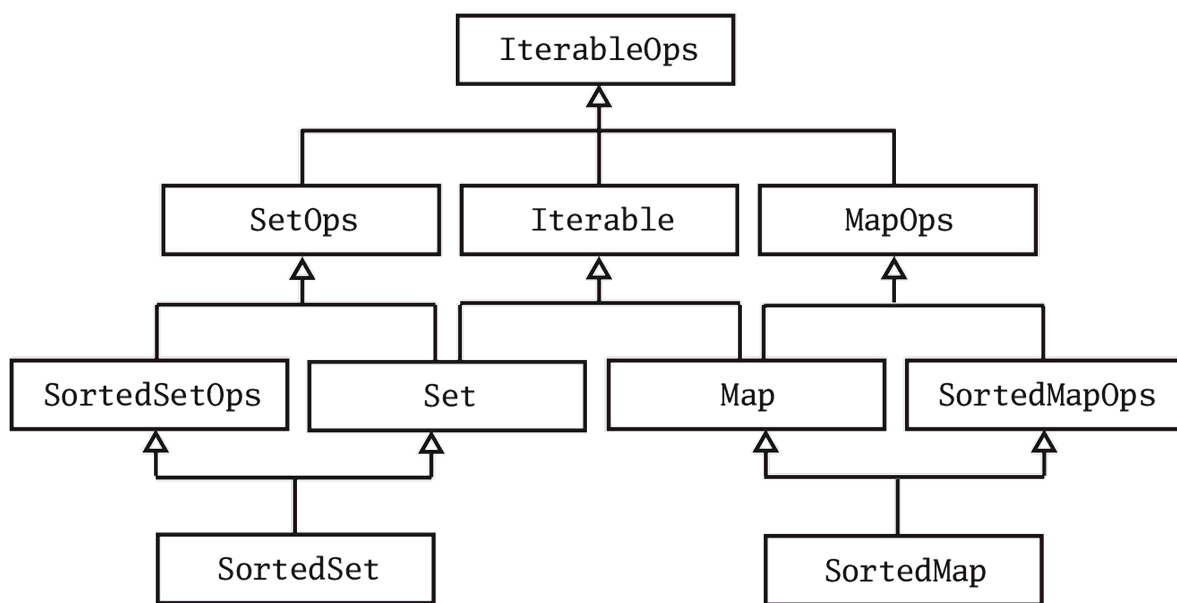 IterableOps
SetOps
Iterable
MapOps
SortedSetOps
Set
Map
SortedMapOps
SortedSet
SortedMap